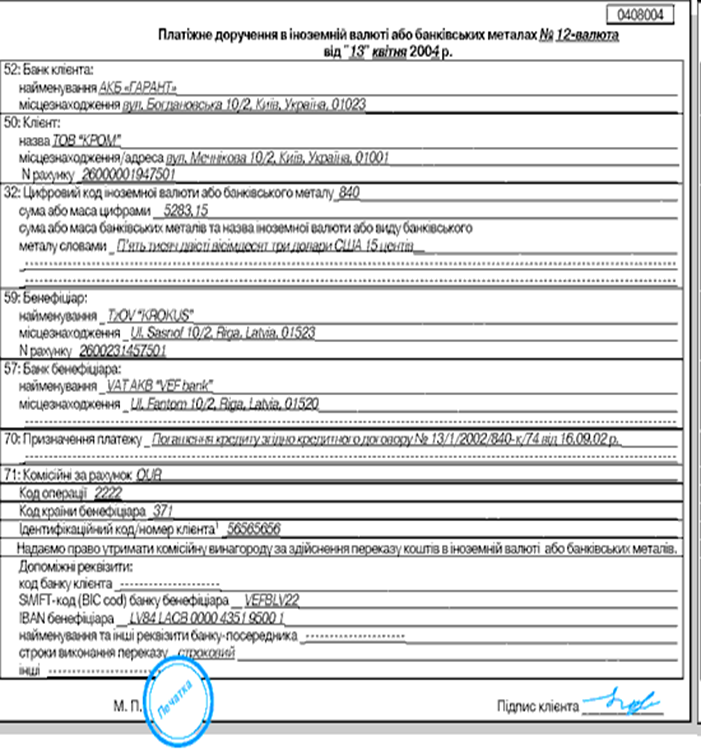 0408004
Платіжне доручення в іноземній валюті або банківських металах № 12-валюта
від "13" квітня 2004 р.
52: Банк клієнта:
найменування АКБ «ГАРАНТ»
місцезнаходження вул. Богдановська 10/2, Київ, Україна, 01023
50: Клієнт:
назва ТОВ "КРОМ"
місцезнаходження/адреса вул. Мечнікова 10/2, Київ, Україна, 01001
N рахунку 26000001947501
32: Цифровий код іноземної валюти або банківського металу 840
сума або маса цифрами 5283,15
сума або маса банківських металів та назва іноземної валюти або виду банківського
металу словами П'ять тисяч двісті вісімдесят три долари США 15 центів
59: Бенефіціар:
найменування TzOV "KROKUS"
місцезнаходження Ul. Sasnof 10/2, Riga, Latvia, 01523
N рахунку 2600231457501
57: Банк бенефіціара:
найменування VAT AKB "VEF bank"
місцезнаходження Ul. Fantom 10/2, Riga, Latvia, 01520
70: Призначення платежу Погашення кредиту згідно кредитного договору № 13/1/2002/840-к/74 від 16.09.02 р.
71: Комісійні за рахунок OUR
Код операції 2222
Код країни бенефіціара 371
Ідентифікаційний код/номер клієнта¹ 56565656
Надаємо право утримати комісійну винагороду за здійснення переказу коштів в іноземній валюті або банківських металів.
Допоміжні реквізити:
код банку клієнта
SWIFT-код (BIC cod) банку бенефіціара VEFBLV22
IBAN бенефіціара LV84 LACB 0000 4351 9500 1
найменування та інші реквізити банку-посередника
строки виконання переказу строковий
інші
М. П. Печатка Підпис клієнта